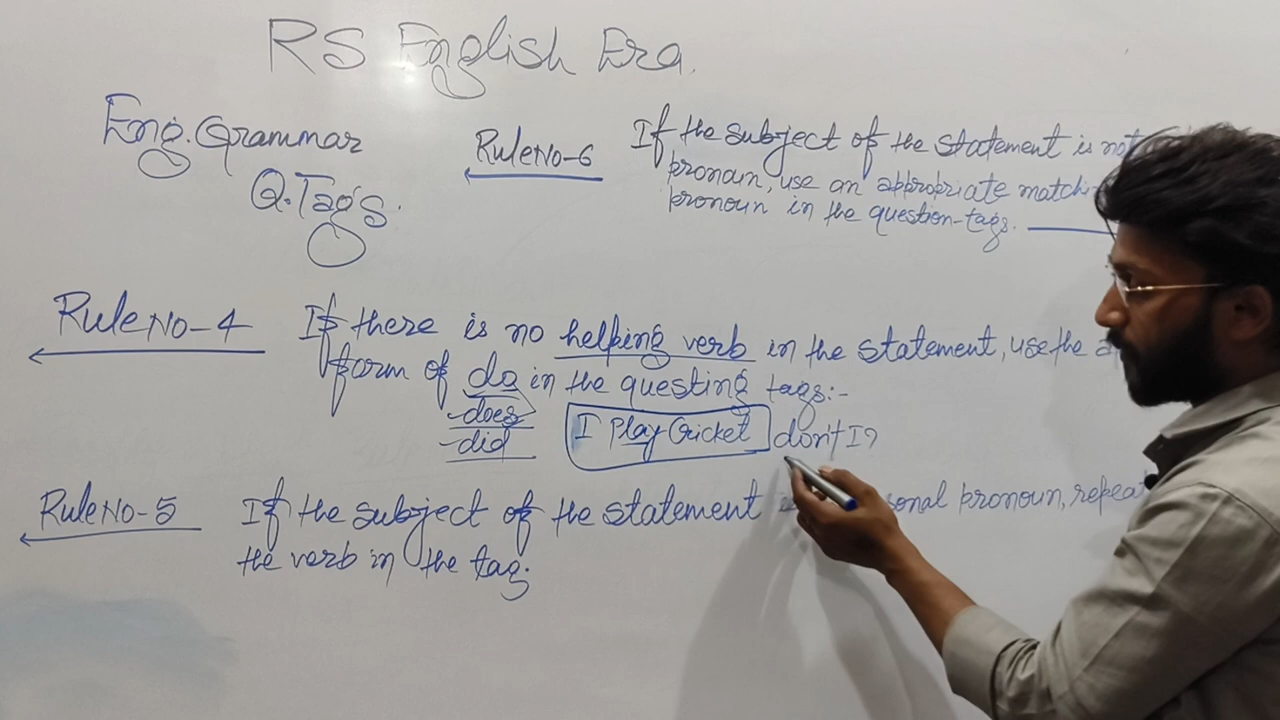 RS English Era.
Eng. Grammar
Q. Tags.
Rule No-6
If the subject of the statement is not
pronoun, use an appropriate match
pronoun in the question-tags.
Rule No-4
If there is no helping verb in the statement, use the
form of do in the questing tags:-
-does
-did
I Play Cricket don't I?
Rule No-5
If the subject of the statement sonal pronoun, repeat
the verb in the tag.